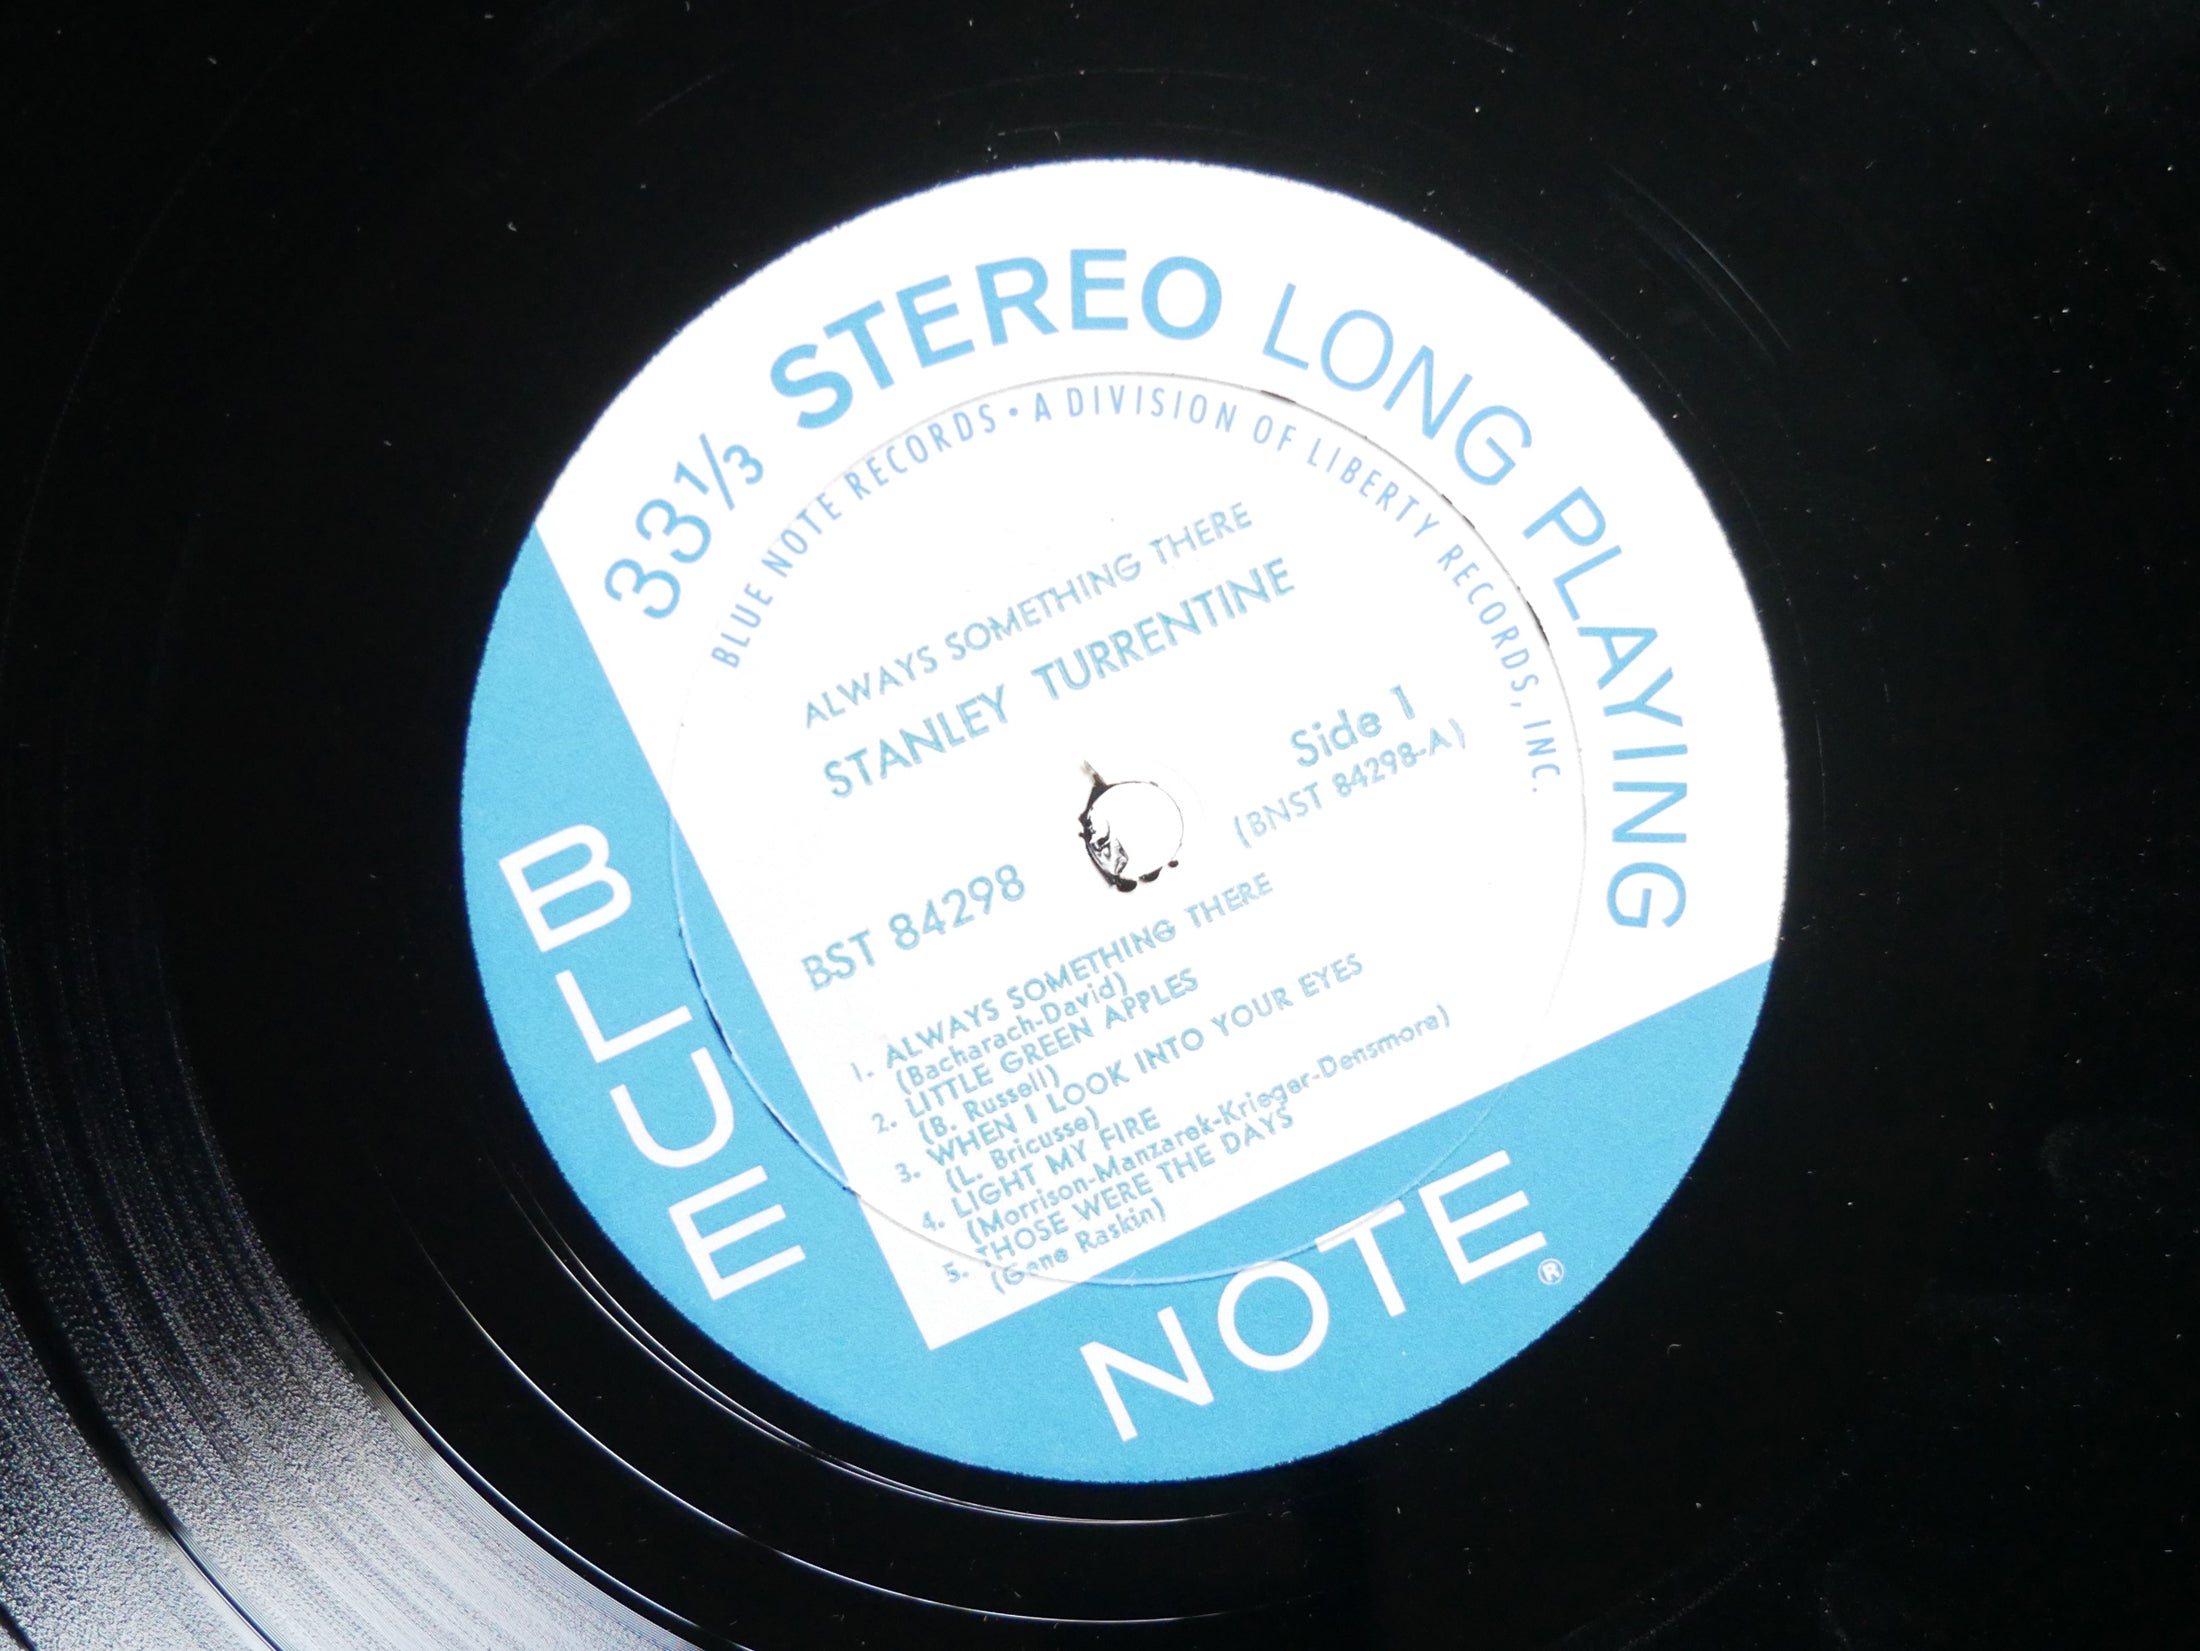 33⅓ STEREO LONG PLAYING
BLUE NOTE RECORDS • A DIVISION OF LIBERTY RECORDS, INC.
ALWAYS SOMETHING THERE
STANLEY TURRENTINE
Side 1
(BNST 84298-A)
BST 84298
1. ALWAYS SOMETHING THERE
(Bacharach-David)
2. LITTLE GREEN APPLES
(B. Russell)
3. WHEN I LOOK INTO YOUR EYES
(L. Bricusse)
4. LIGHT MY FIRE
(Morrison-Manzarek-Krieger-Densmore)
5. THOSE WERE THE DAYS
(Gene Raskin)
BLUE
NOTE®